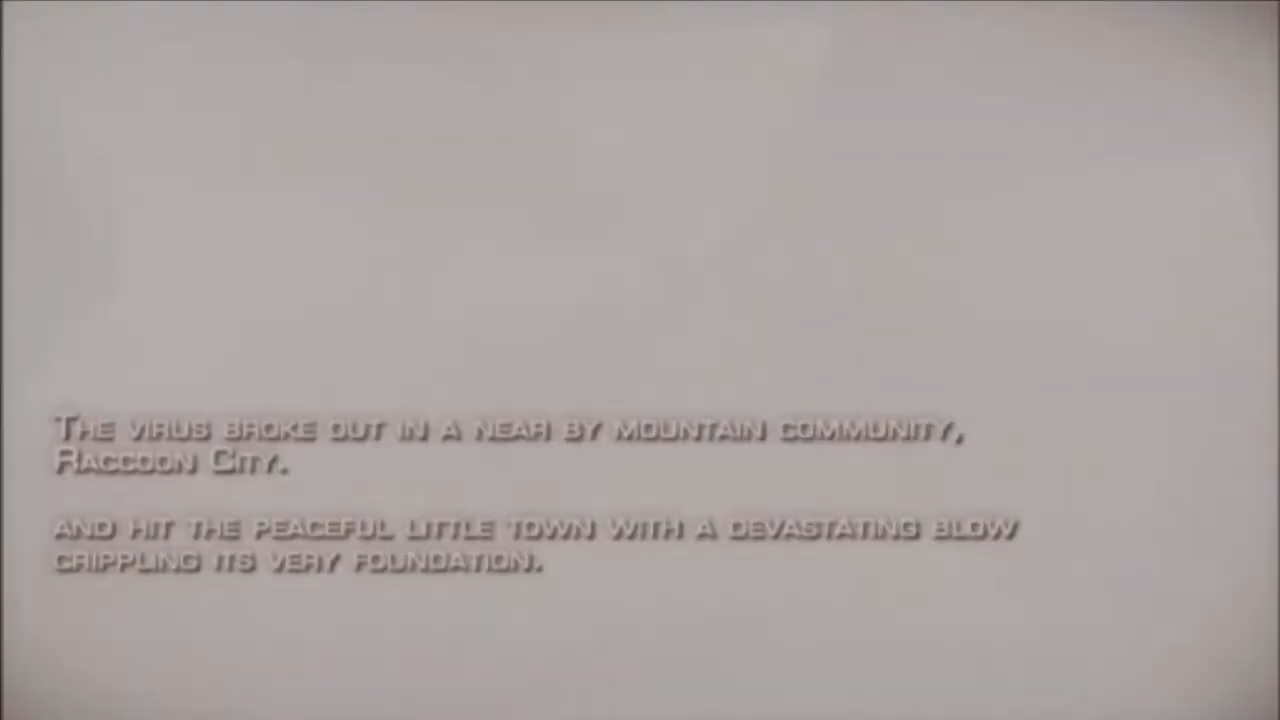 The virus broke out in a near by mountain community,
Raccoon City.
and hit the peaceful little town with a devastating blow
crippling its very foundation.